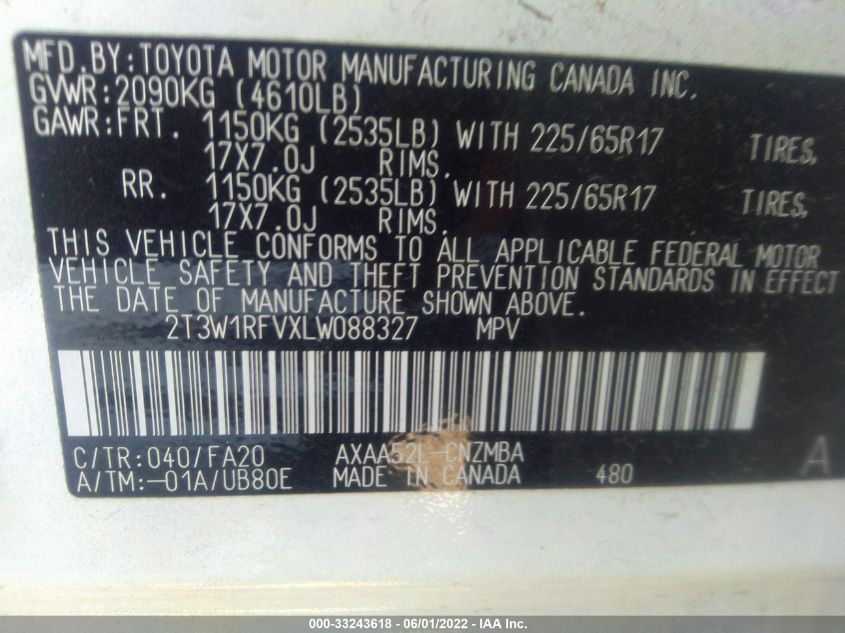 MFD.BY:TOYOTA MOTOR MANUFACTURING CANADA INC.
GVWR:2090KG (4610LB)
GAWR:FRT. 1150KG (2535LB) WITH 225/65R17 TIRES,
17X7.0J RIMS.
RR. 1150KG (2535LB) WITH 225/65R17 TIRES,
17X7.0J RIMS.
THIS VEHICLE CONFORMS TO ALL APPLICABLE FEDERAL MOTOR
VEHICLE SAFETY AND THEFT PREVENTION STANDARDS IN EFFECT
THE DATE OF MANUFACTURE SHOWN ABOVE.
2T3W1RFVXLW088327 MPV
C/TR:040/FA20 AXAA52L-CNZMBA A
A/TM:-01A/UB80E MADE IN CANADA 480
000-33243618 - 06/01/2022 - IAA Inc.